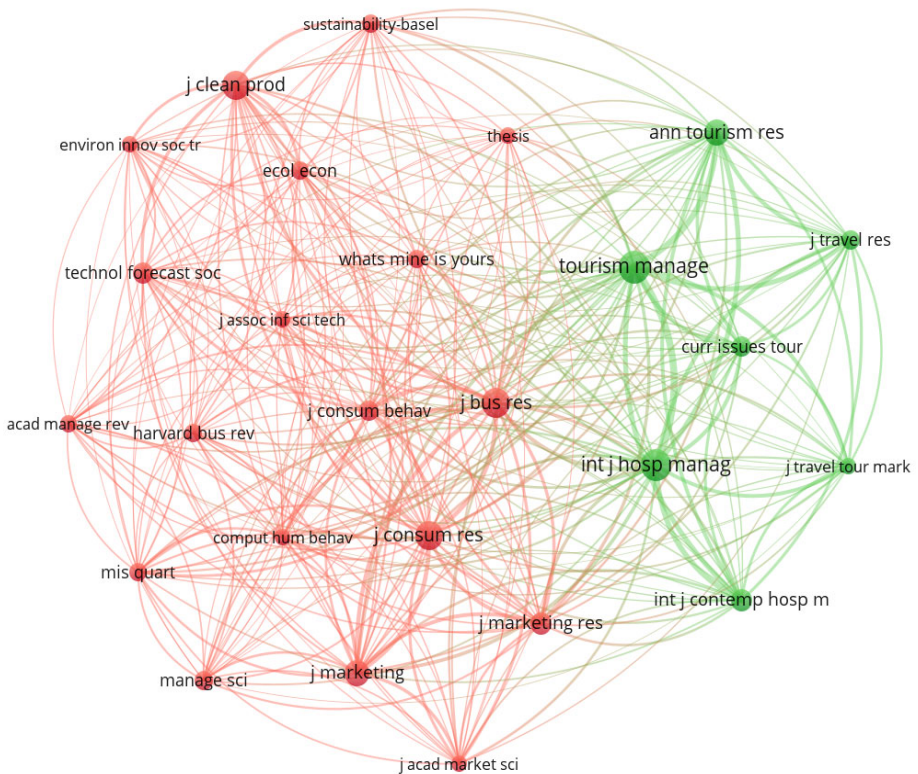 sustainability-basel
j clean prod
ann tourism res
thesis
environ innov soc tr
ecol econ
j travel res
whats mine is yours
tourism manage
technol forecast soc
j assoc inf sci tech
curr issues tour
j bus res
j consum behav
acad manage rev
harvard bus rev
int j hosp manag
j travel tour mark
j consum res
comput hum behav
mis quart
int j contemp hosp m
j marketing res
j marketing
manage sci
j acad market sci